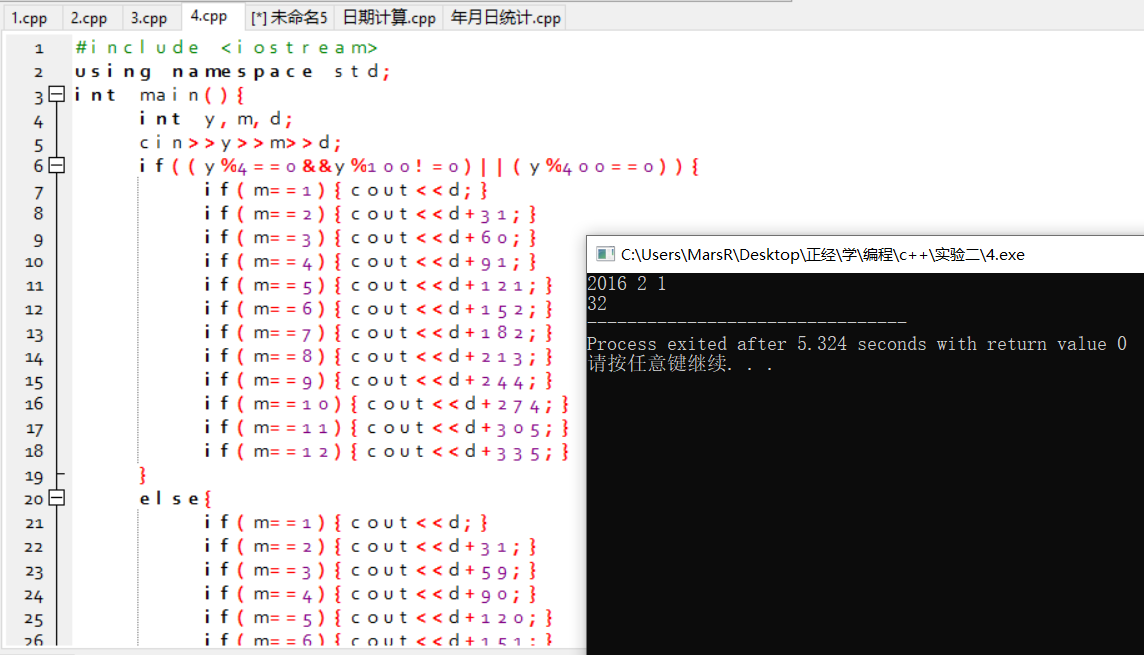 1.cpp 2.cpp 3.cpp 4.cpp [*] 未命名5 日期计算.cpp 年月日统计.cpp
1 #include <iostream>
2 using namespace std;
3 int main(){
4 int y,m,d;
5 cin>>y>>m>>d;
6 if((y%4==0&&y%100!=0)||(y%400==0)){
7 if(m==1){cout<<d;}
8 if(m==2){cout<<d+31;}
9 if(m==3){cout<<d+60;}
10 if(m==4){cout<<d+91;}
11 if(m==5){cout<<d+121;}
12 if(m==6){cout<<d+152;}
13 if(m==7){cout<<d+182;}
14 if(m==8){cout<<d+213;}
15 if(m==9){cout<<d+244;}
16 if(m==10){cout<<d+274;}
17 if(m==11){cout<<d+305;}
18 if(m==12){cout<<d+335;}
19 }
20 else{
21 if(m==1){cout<<d;}
22 if(m==2){cout<<d+31;}
23 if(m==3){cout<<d+59;}
24 if(m==4){cout<<d+90;}
25 if(m==5){cout<<d+120;}
26 if(m==6){cout<<d+151;}
C:\Users\MarsR\Desktop\正经\学\编程\c++\实验二\4.exe
2016 2 1
32
--------------------------------
Process exited after 5.324 seconds with return value 0
请按任意键继续. . .